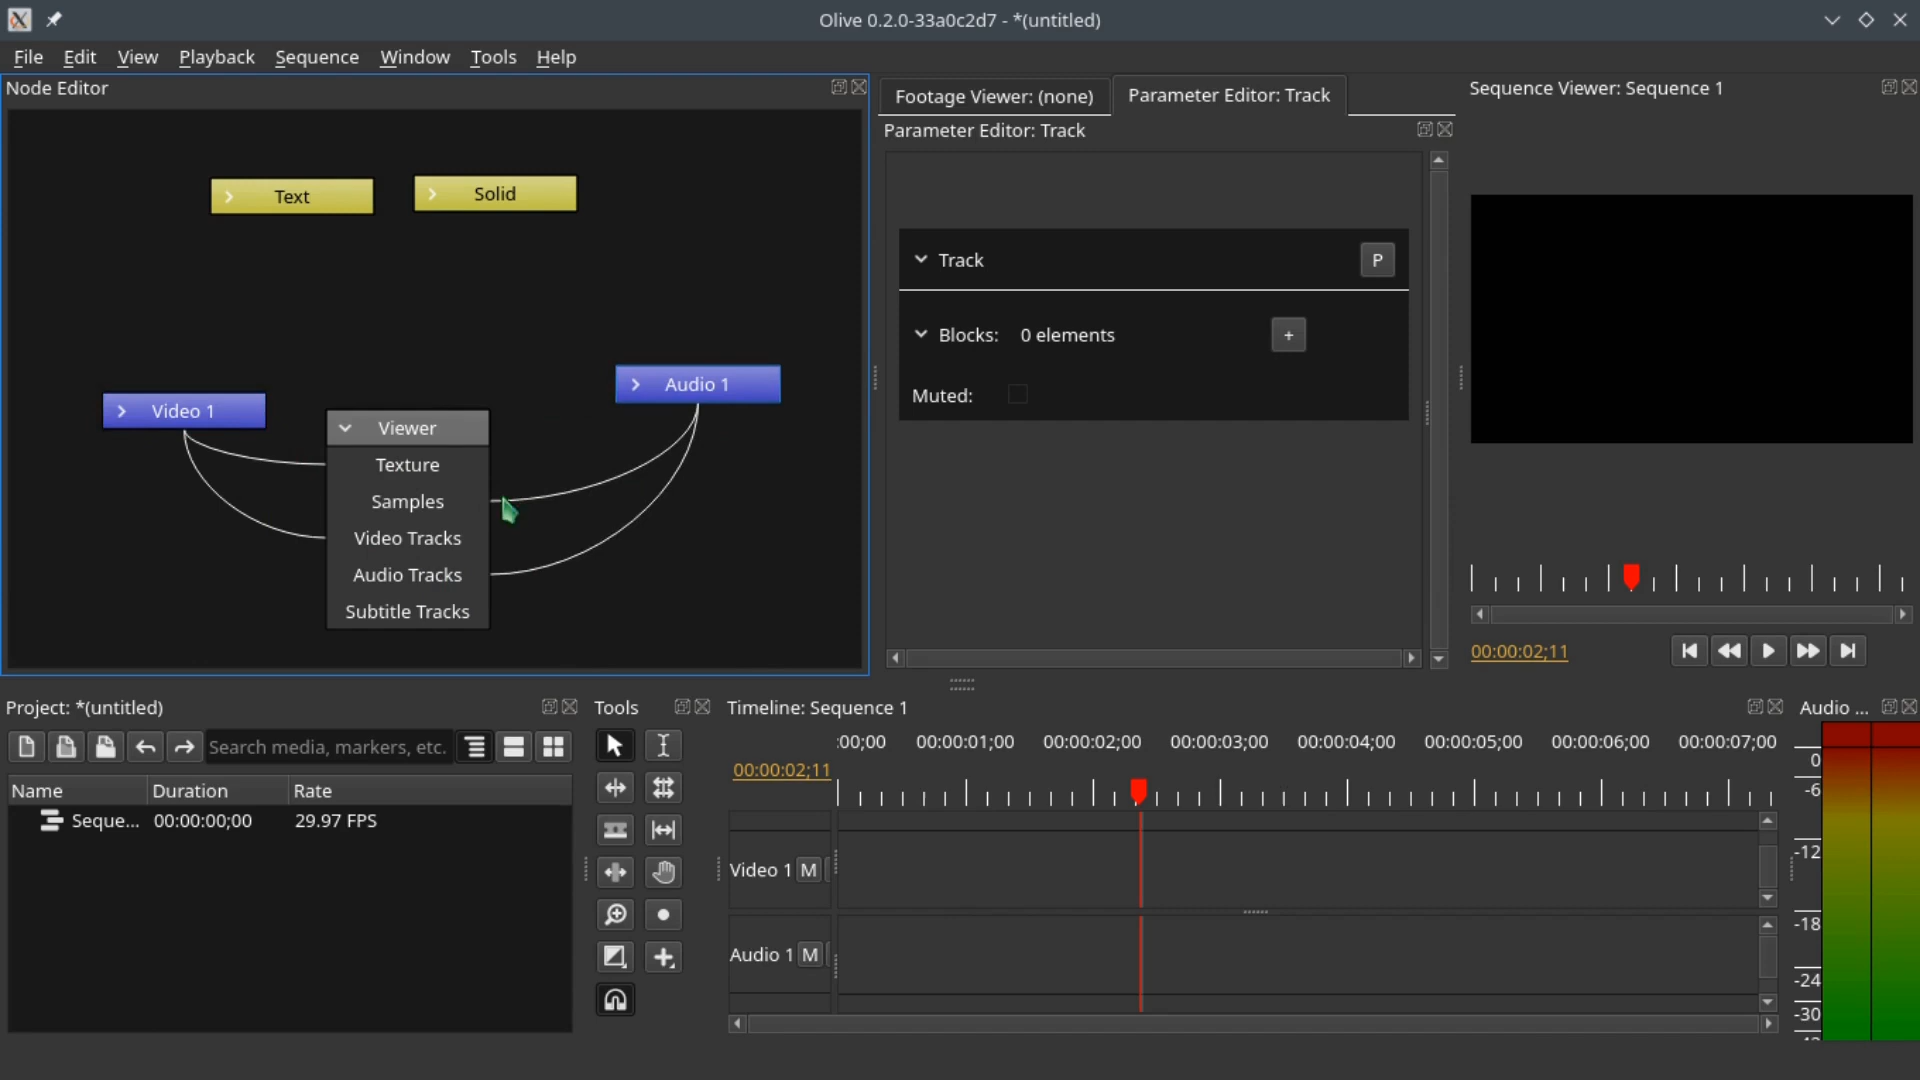 Olive 0.2.0-33a0c2d7 - *(untitled)
File Edit View Playback Sequence Window Tools Help
Node Editor
Text
Solid
Video 1
Audio 1
Viewer
Texture
Samples
Video Tracks
Audio Tracks
Subtitle Tracks
Footage Viewer: (none)
Parameter Editor: Track
Parameter Editor: Track
Track
P
Blocks: 0 elements
+
Muted:
Sequence Viewer: Sequence 1
00:00:02;11
Project: *(untitled)
Search media, markers, etc.
Name Duration Rate
Seque... 00:00:00;00 29.97 FPS
Tools
Timeline: Sequence 1
:00;00 00:00:01;00 00:00:02;00 00:00:03;00 00:00:04;00 00:00:05;00 00:00:06;00 00:00:07;00
00:00:02;11
Video 1 M
Audio 1 M
Audio ...
0
-6
-12
-18
-24
-30